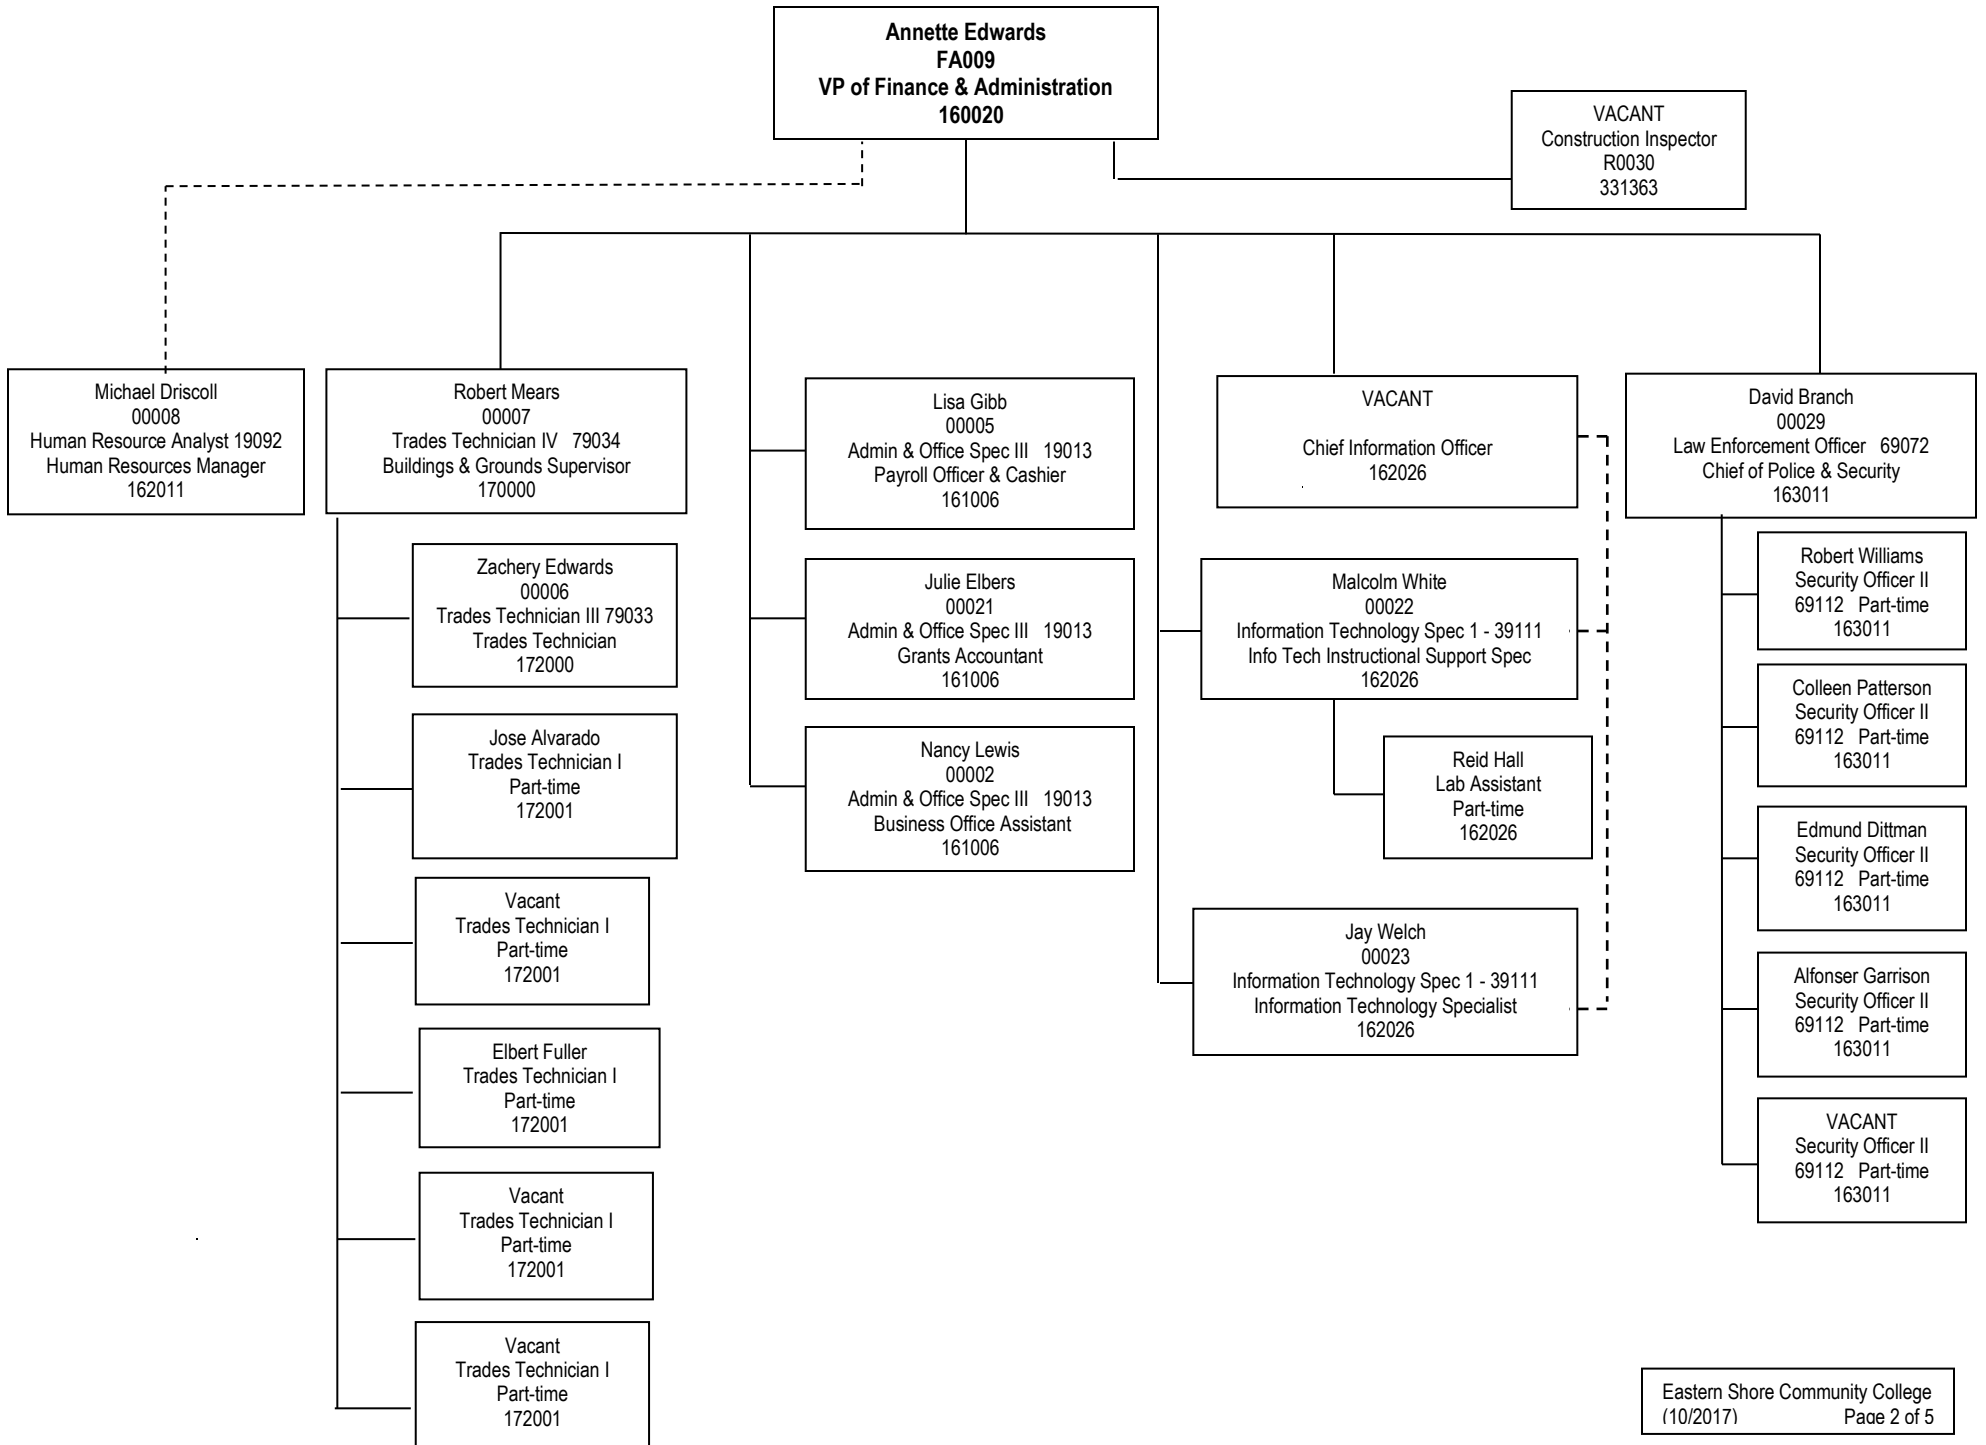 Annette Edwards
FA009
VP of Finance & Administration
160020
VACANT
Construction Inspector
R0030
331363
Michael Driscoll
00008
Human Resource Analyst 19092
Human Resources Manager
162011
Robert Mears
00007
Trades Technician IV 79034
Buildings & Grounds Supervisor
170000
Zachery Edwards
00006
Trades Technician III 79033
Trades Technician
172000
Jose Alvarado
Trades Technician I
Part-time
172001
Vacant
Trades Technician I
Part-time
172001
Elbert Fuller
Trades Technician I
Part-time
172001
Vacant
Trades Technician I
Part-time
172001
Vacant
Trades Technician I
Part-time
172001
Lisa Gibb
00005
Admin & Office Spec III 19013
Payroll Officer & Cashier
161006
Julie Elbers
00021
Admin & Office Spec III 19013
Grants Accountant
161006
Nancy Lewis
00002
Admin & Office Spec III 19013
Business Office Assistant
161006
VACANT
Chief Information Officer
162026
Malcolm White
00022
Information Technology Spec 1 - 39111
Info Tech Instructional Support Spec
162026
Reid Hall
Lab Assistant
Part-time
162026
Jay Welch
00023
Information Technology Spec 1 - 39111
Information Technology Specialist
162026
David Branch
00029
Law Enforcement Officer 69072
Chief of Police & Security
163011
Robert Williams
Security Officer II
69112 Part-time
163011
Colleen Patterson
Security Officer II
69112 Part-time
163011
Edmund Dittman
Security Officer II
69112 Part-time
163011
Alfonser Garrison
Security Officer II
69112 Part-time
163011
VACANT
Security Officer II
69112 Part-time
163011
Eastern Shore Community College
(10/2017) Page 2 of 5